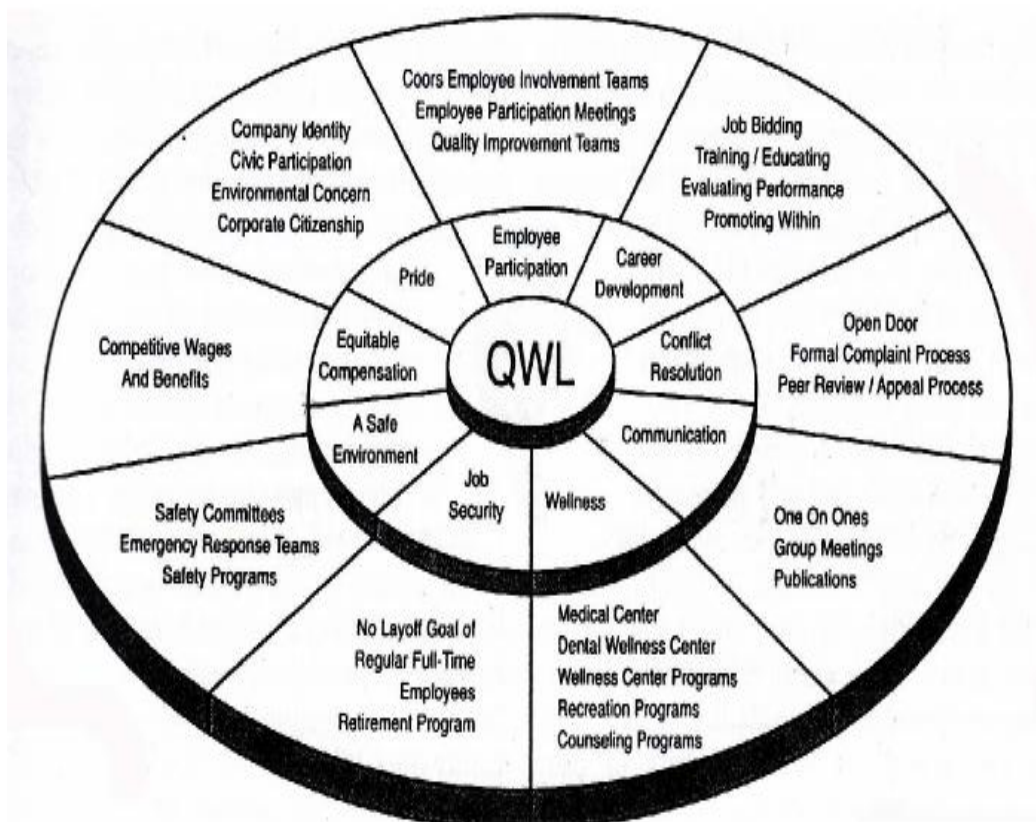 Coors Employee Involvement Teams
Employee Participation Meetings
Quality Improvement Teams
Job Bidding
Training / Educating
Evaluating Performance
Promoting Within
Open Door
Formal Complaint Process
Peer Review / Appeal Process
One On Ones
Group Meetings
Publications
Medical Center
Dental Wellness Center
Wellness Center Programs
Recreation Programs
Counseling Programs
No Layoff Goal of
Regular Full-Time
Employees
Retirement Program
Safety Committees
Emergency Response Teams
Safety Programs
Competitive Wages
And Benefits
Company Identity
Civic Participation
Environmental Concern
Corporate Citizenship
Employee
Participation
Career
Development
Conflict
Resolution
Communication
Wellness
Job
Security
A Safe
Environment
Equitable
Compensation
Pride
QWL